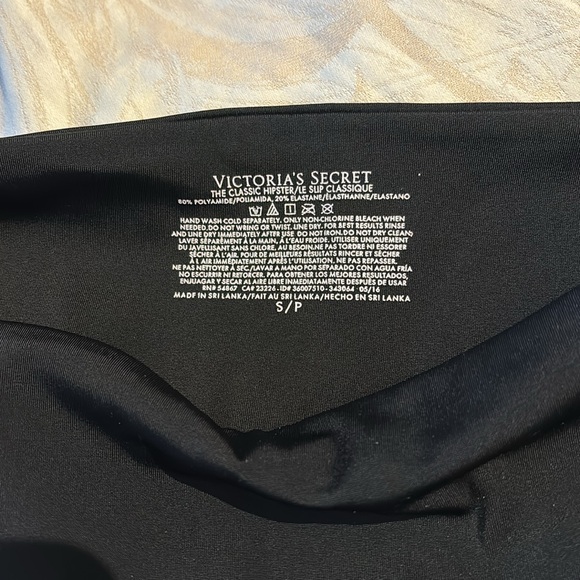 VICTORIA'S SECRET
THE CLASSIC HIPSTER/LE SLIP CLASSIQUE
80% POLYAMIDE/POLIAMIDA, 20% ELASTANE/ÉLASTHANNE/ELASTANO
HAND WASH COLD SEPARATELY. ONLY NON-CHLORINE BLEACH WHEN
NEEDED. DO NOT WRING OR TWIST. LINE DRY. FOR BEST RESULTS RINSE
AND LINE DRY IMMEDIATELY AFTER USE. DO NOT IRON. DO NOT DRY CLEAN/
LAVER SÉPARÉMENT À LA MAIN, À L'EAU FROIDE. UTILISER UNIQUEMENT
DU JAVELLISANT SANS CHLORE, AU BESOIN. NE PAS TORDRE NI ESSORER
SÉCHER À L'AIR. POUR DE MEILLEURS RÉSULTATS RINCER ET SÉCHER
À L'AIR IMMÉDIATEMENT APRÈS L'UTILISATION. NE PAS REPASSER.
NE PAS NETTOYER À SEC/LAVAR A MANO POR SEPARADO CON AGUA FRÍA
NO ESCURRIR NI RETORCER. PARA OBTENER LOS MEJORES RESULTADOS,
ENJUAGAR Y SECAR AL AIRE LIBRE INMEDIATAMENTE DESPUÉS DE USAR
RN# 54867 CA# 23224 - ID# 36007510 - 343064 05/16
MADE IN SRI LANKA/FAIT AU SRI LANKA/HECHO EN SRI LANKA
S/P